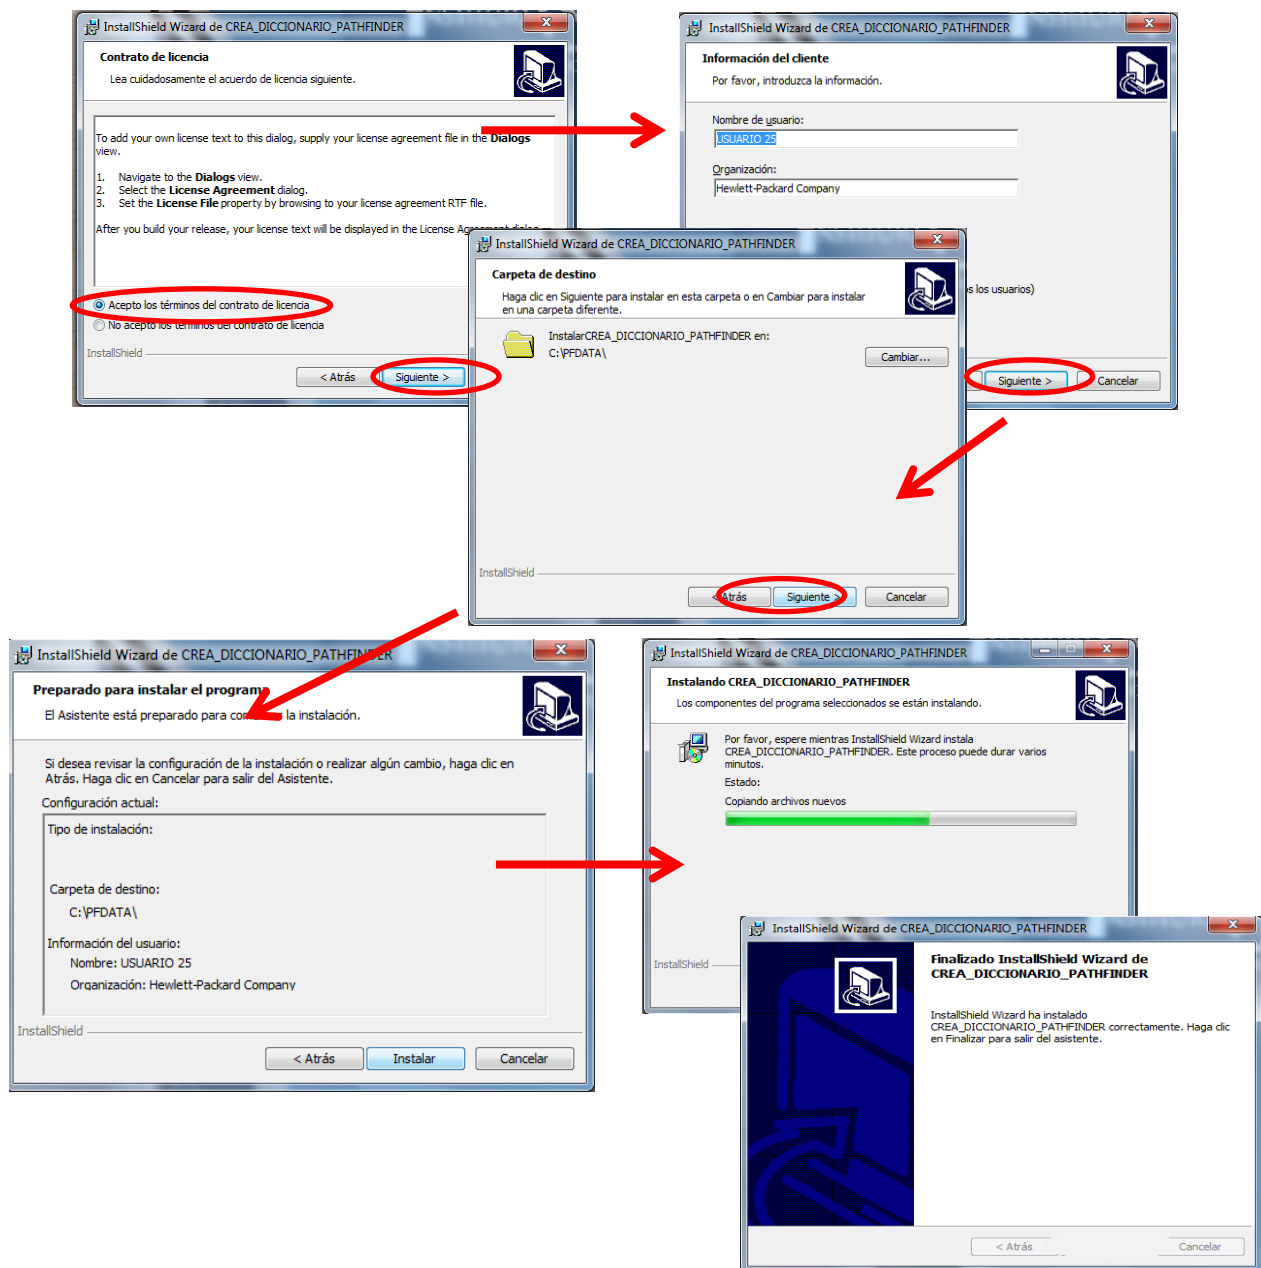 InstallShield Wizard de CREA_DICCIONARIO_PATHFINDER
Contrato de licencia
Lea cuidadosamente el acuerdo de licencia siguiente.
To add your own license text to this dialog, supply your license agreement file in the Dialogs
view.
1. Navigate to the Dialogs view.
2. Select the License Agreement dialog.
3. Set the License File property by browsing to your license agreement RTF file.
After you build your release, your license text will be displayed in the License Agreement dialog.
Acepto los términos del contrato de licencia
No acepto los términos del contrato de licencia
InstallShield
< Atrás
Siguiente >
InstallShield Wizard de CREA_DICCIONARIO_PATHFINDER
Información del cliente
Por favor, introduzca la información.
Nombre de usuario:
USUARIO 25
Organización:
Hewlett-Packard Company
los usuarios)
Siguiente >
Cancelar
InstallShield Wizard de CREA_DICCIONARIO_PATHFINDER
Carpeta de destino
Haga clic en Siguiente para instalar en esta carpeta o en Cambiar para instalar
en una carpeta diferente.
InstalarCREA_DICCIONARIO_PATHFINDER en:
C:\PFDATA\
Cambiar...
InstallShield
< Atrás
Siguiente >
Cancelar
InstallShield Wizard de CREA_DICCIONARIO_PATHFINDER
Preparado para instalar el programa
El Asistente está preparado para comenzar la instalación.
Si desea revisar la configuración de la instalación o realizar algún cambio, haga clic en
Atrás. Haga clic en Cancelar para salir del Asistente.
Configuración actual:
Tipo de instalación:
Carpeta de destino:
C:\PFDATA\
Información del usuario:
Nombre: USUARIO 25
Organización: Hewlett-Packard Company
InstallShield
< Atrás
Instalar
Cancelar
InstallShield Wizard de CREA_DICCIONARIO_PATHFINDER
Instalando CREA_DICCIONARIO_PATHFINDER
Los componentes del programa seleccionados se están instalando.
Por favor, espere mientras InstallShield Wizard instala
CREA_DICCIONARIO_PATHFINDER. Este proceso puede durar varios
minutos.
Estado:
Copiando archivos nuevos
InstallShield
InstallShield Wizard de CREA_DICCIONARIO_PATHFINDER
Finalizado InstallShield Wizard de
CREA_DICCIONARIO_PATHFINDER
InstallShield Wizard ha instalado
CREA_DICCIONARIO_PATHFINDER correctamente. Haga clic
en Finalizar para salir del asistente.
< Atrás
Cancelar